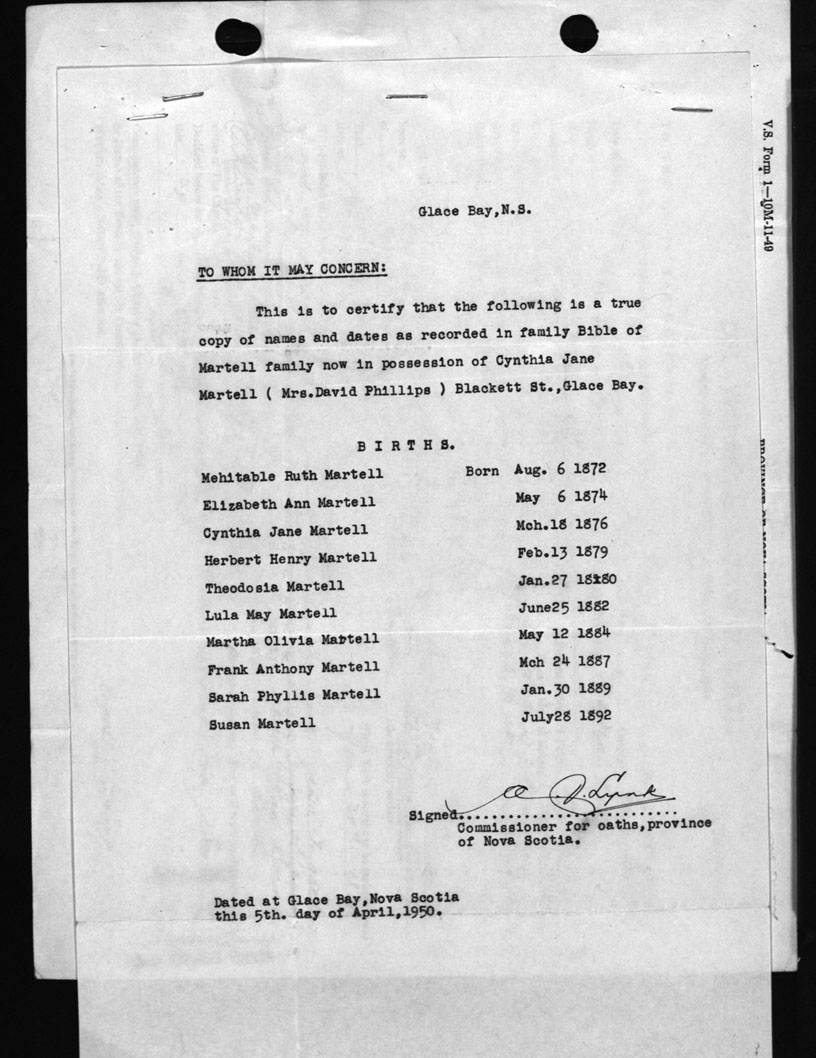 Glace Bay,N.S.
V.S. Form 1—10M-11-49
TO WHOM IT MAY CONCERN:
This is to certify that the following is a true
copy of names and dates as recorded in family Bible of
Martell family now in possession of Cynthia Jane
Martell ( Mrs.David Phillips ) Blackett St.,Glace Bay.
B I R T H S.
Mehitable Ruth Martell Born Aug. 6 1872
Elizabeth Ann Martell May 6 1874
Cynthia Jane Martell Mch.18 1876
Herbert Henry Martell Feb.13 1879
Theodosia Martell Jan.27 1880
Lula May Martell June25 1882
Martha Olivia Martell May 12 1884
Frank Anthony Martell Mch 24 1887
Sarah Phyllis Martell Jan.30 1889
Susan Martell July28 1892
Signed..............................
Commissioner for oaths,province
of Nova Scotia.
Dated at Glace Bay,Nova Scotia
this 5th. day of April,1950.